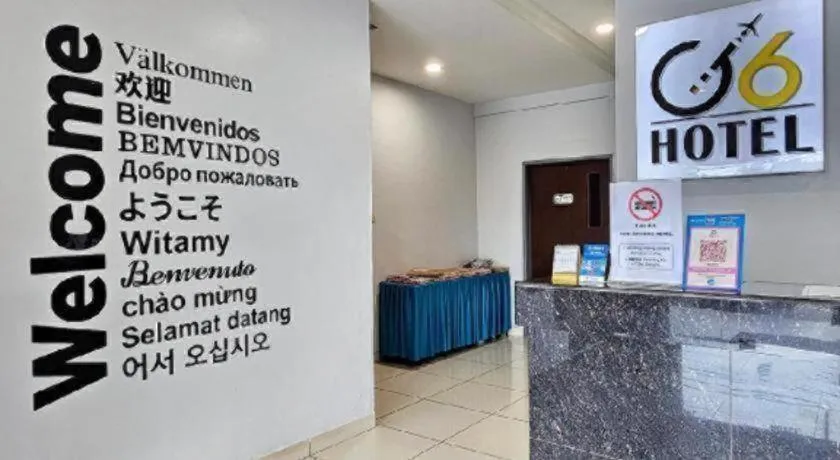 Welcome
Välkommen
欢迎
Bienvenidos
BEMVINDOS
Добро пожаловать
ようこそ
Witamy
Benvenuto
chào mừng
Selamat datang
어서 오십시오
G6
HOTEL